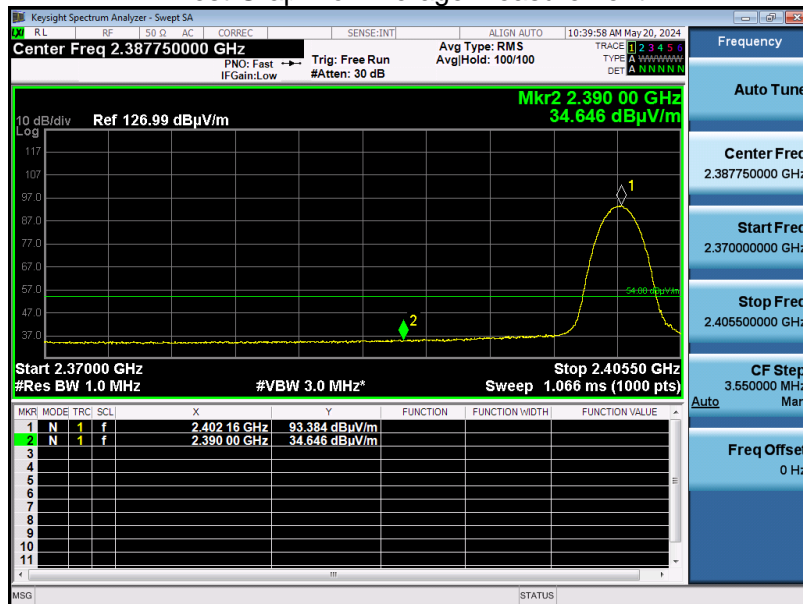 Keysight Spectrum Analyzer - Swept SA
RL RF 50 Ω AC CORREC SENSE:INT ALIGN AUTO 10:39:58 AM May 20, 2024
Center Freq 2.387750000 GHz
PNO: Fast
IFGain:Low
Trig: Free Run
#Atten: 30 dB
Avg Type: RMS
Avg|Hold: 100/100
TRACE 1 2 3 4 5 6
TYPE A WWWWW
DET A N N N N N
Mkr2 2.390 00 GHz
34.646 dBµV/m
10 dB/div Ref 126.99 dBµV/m
Log
117
107
97.0
87.0
77.0
67.0
57.0
54.00 dBµV/m
47.0
37.0
1
2
Start 2.37000 GHz Stop 2.40550 GHz
#Res BW 1.0 MHz #VBW 3.0 MHz* Sweep 1.066 ms (1000 pts)
MKR MODE TRC SCL X Y FUNCTION FUNCTION WIDTH FUNCTION VALUE
1 N 1 f 2.402 16 GHz 93.384 dBµV/m
2 N 1 f 2.390 00 GHz 34.646 dBµV/m
3
4
5
6
7
8
9
10
11
MSG STATUS
Frequency
Auto Tune
Center Freq
2.387750000 GHz
Start Freq
2.370000000 GHz
Stop Freq
2.405500000 GHz
CF Step
3.550000 MHz
Auto Man
Freq Offset
0 Hz